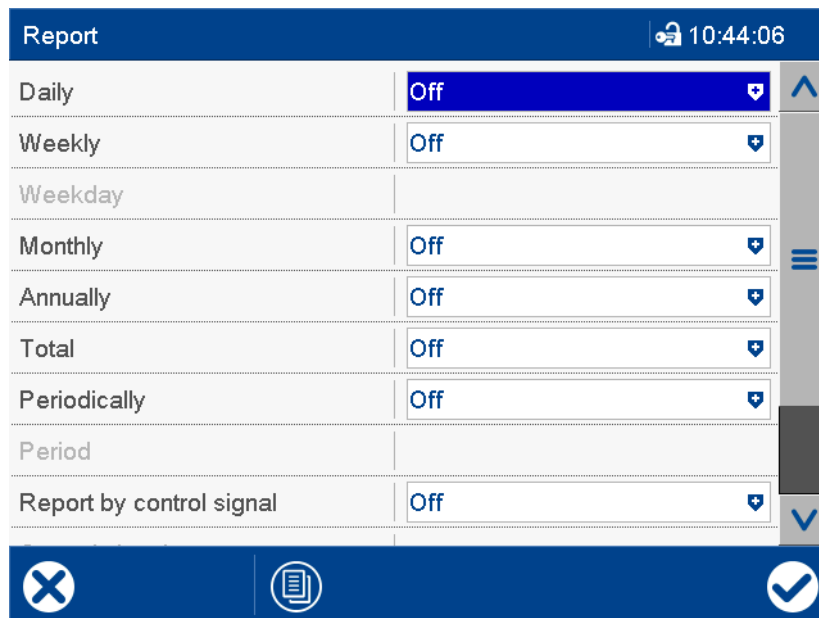 Report 10:44:06
Daily Off
Weekly Off
Weekday
Monthly Off
Annually Off
Total Off
Periodically Off
Period
Report by control signal Off